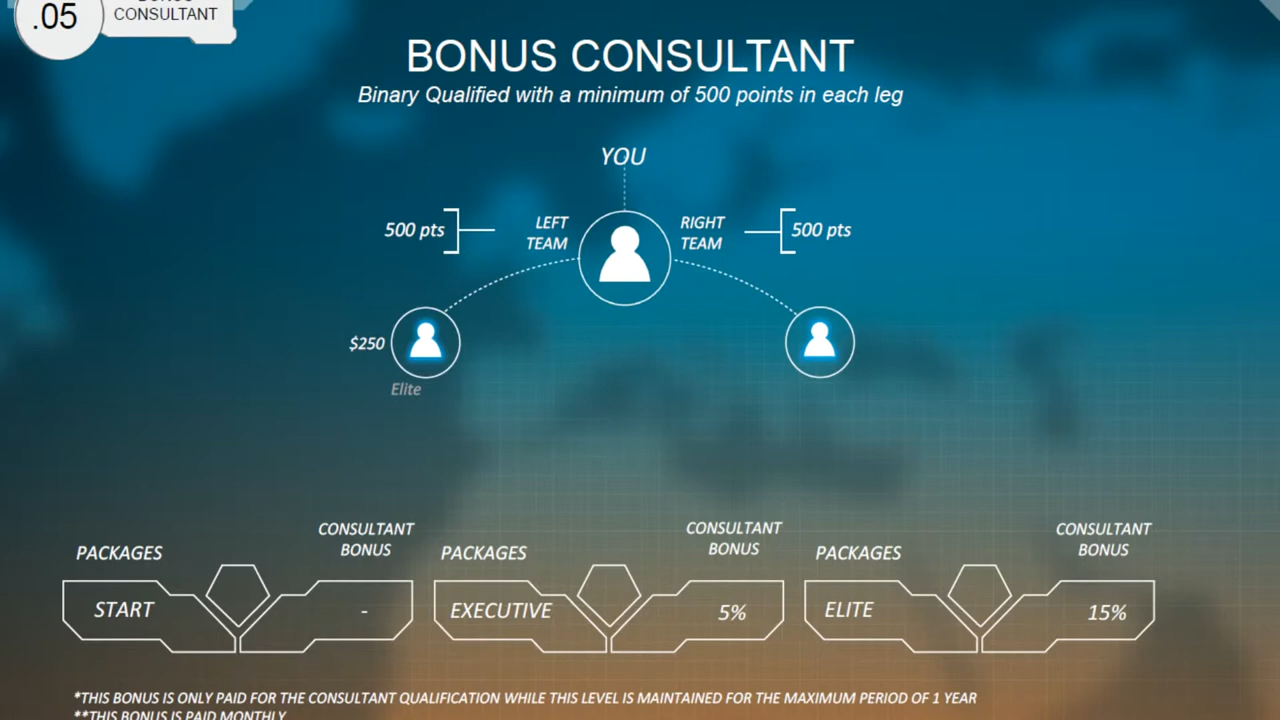 .05
BONUS
CONSULTANT
BONUS CONSULTANT
Binary Qualified with a minimum of 500 points in each leg
YOU
500 pts
LEFT
TEAM
RIGHT
TEAM
500 pts
$250
Elite
PACKAGES
CONSULTANT
BONUS
START
-
PACKAGES
CONSULTANT
BONUS
EXECUTIVE
5%
PACKAGES
CONSULTANT
BONUS
ELITE
15%
*THIS BONUS IS ONLY PAID FOR THE CONSULTANT QUALIFICATION WHILE THIS LEVEL IS MAINTAINED FOR THE MAXIMUM PERIOD OF 1 YEAR
**THIS BONUS IS PAID MONTHLY